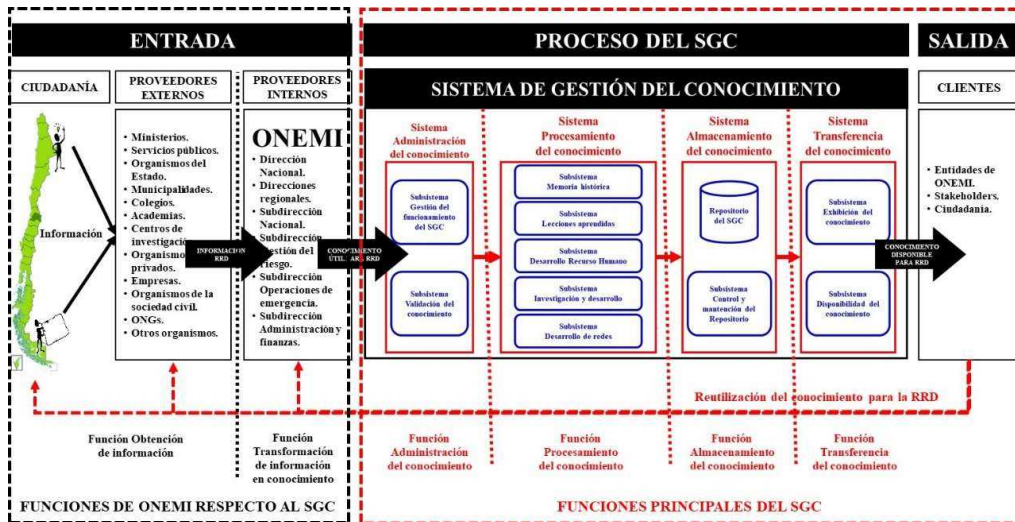 ENTRADA
PROCESO DEL SGC
SALIDA
CIUDADANÍA
PROVEEDORES
EXTERNOS
PROVEEDORES
INTERNOS
SISTEMA DE GESTIÓN DEL CONOCIMIENTO
CLIENTES
Información
• Ministerios.
• Servicios públicos.
• Organismos del
Estado.
• Municipalidades.
• Colegios.
• Academias.
• Centros de
investigació
• Organismo
privados.
• Empresas.
• Organismos de la
sociedad civil.
• ONGs.
• Otros organismos.
INFORMACIÓN
RRD
ONEMI
• Dirección
Nacional.
• Direcciones
regionales.
• Subdirección
Nacional.
• Subdirección
Gestión del
riesgo.
• Subdirección
Operaciones de
emergencia.
• Subdirección
Administración y
finanzas.
CONOCIMIENTO
ÚTIL PARA RRD
Sistema
Administración
del conocimiento
Subsistema
Gestión del
funcionamiento
del SGC
Subsistema
Validación del
conocimiento
Sistema
Procesamiento
del conocimiento
Subsistema
Memoria histórica
Subsistema
Lecciones aprendidas
Subsistema
Desarrollo Recurso Humano
Subsistema
Investigación y desarrollo
Subsistema
Desarrollo de redes
Sistema
Almacenamiento
del conocimiento
Repositorio
del SGC
Subsistema
Control y
mantención del
Repositorio
Sistema
Transferencia
del conocimiento
Subsistema
Exhibición del
conocimiento
Subsistema
Disponibilidad del
conocimiento
CONOCIMIENTO
DISPONIBLE
PARA RRD
• Entidades de
ONEMI.
• Stakeholders.
• Ciudadania.
Reutilización del conocimiento para la RRD
Función Obtención
de información
Función
Transformación
de información
en conocimiento
Función
Administración
del conocimiento
Función
Procesamiento
del conocimiento
Función
Almacenamiento
del conocimiento
Función
Transferencia
del conocimiento
FUNCIONES DE ONEMI RESPECTO AL SGC
FUNCIONES PRINCIPALES DEL SGC